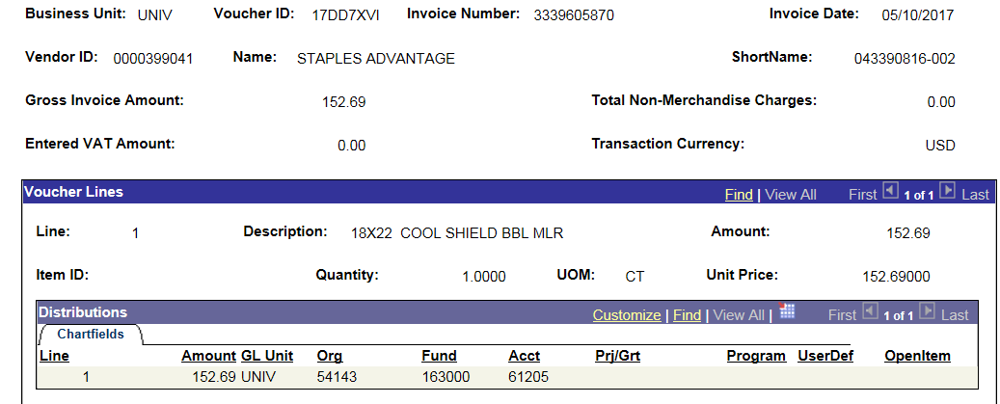 Business Unit: UNIV Voucher ID: 17DD7XVI Invoice Number: 3339605870 Invoice Date: 05/10/2017
Vendor ID: 0000399041 Name: STAPLES ADVANTAGE ShortName: 043390816-002
Gross Invoice Amount: 152.69 Total Non-Merchandise Charges: 0.00
Entered VAT Amount: 0.00 Transaction Currency: USD
Voucher Lines Find | View All First 1 of 1 Last
Line: 1 Description: 18X22 COOL SHIELD BBL MLR Amount: 152.69
Item ID: Quantity: 1.0000 UOM: CT Unit Price: 152.69000
Distributions Customize | Find | View All | First 1 of 1 Last
Chartfields
Line Amount GL Unit Org Fund Acct Prj/Grt Program UserDef OpenItem
1 152.69 UNIV 54143 163000 61205